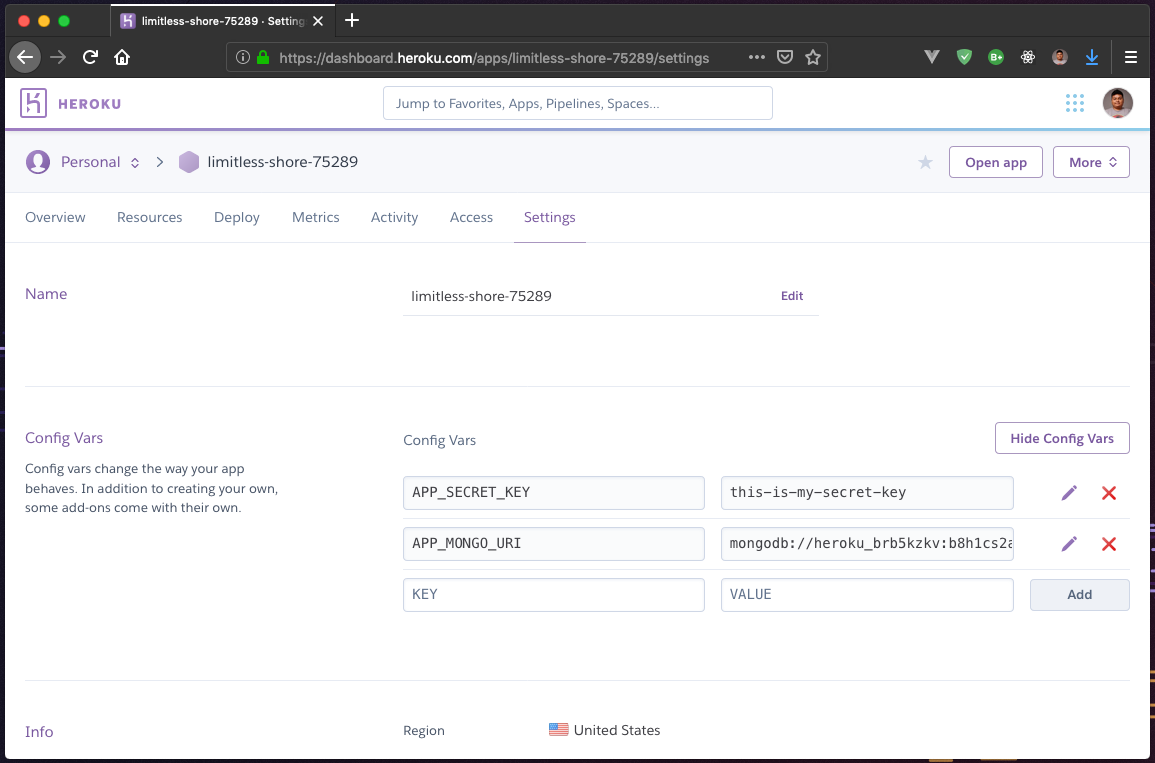 limitless-shore-75289 · Setting
https://dashboard.heroku.com/apps/limitless-shore-75289/settings
B+
HEROKU
Jump to Favorites, Apps, Pipelines, Spaces...
Personal
limitless-shore-75289
Open app
More
Overview
Resources
Deploy
Metrics
Activity
Access
Settings
Name
limitless-shore-75289
Edit
Config Vars
Config vars change the way your app
behaves. In addition to creating your own,
some add-ons come with their own.
Config Vars
Hide Config Vars
APP_SECRET_KEY
this-is-my-secret-key
APP_MONGO_URI
mongodb://heroku_brb5kzkv:b8h1cs2a
KEY
VALUE
Add
Info
Region
United States